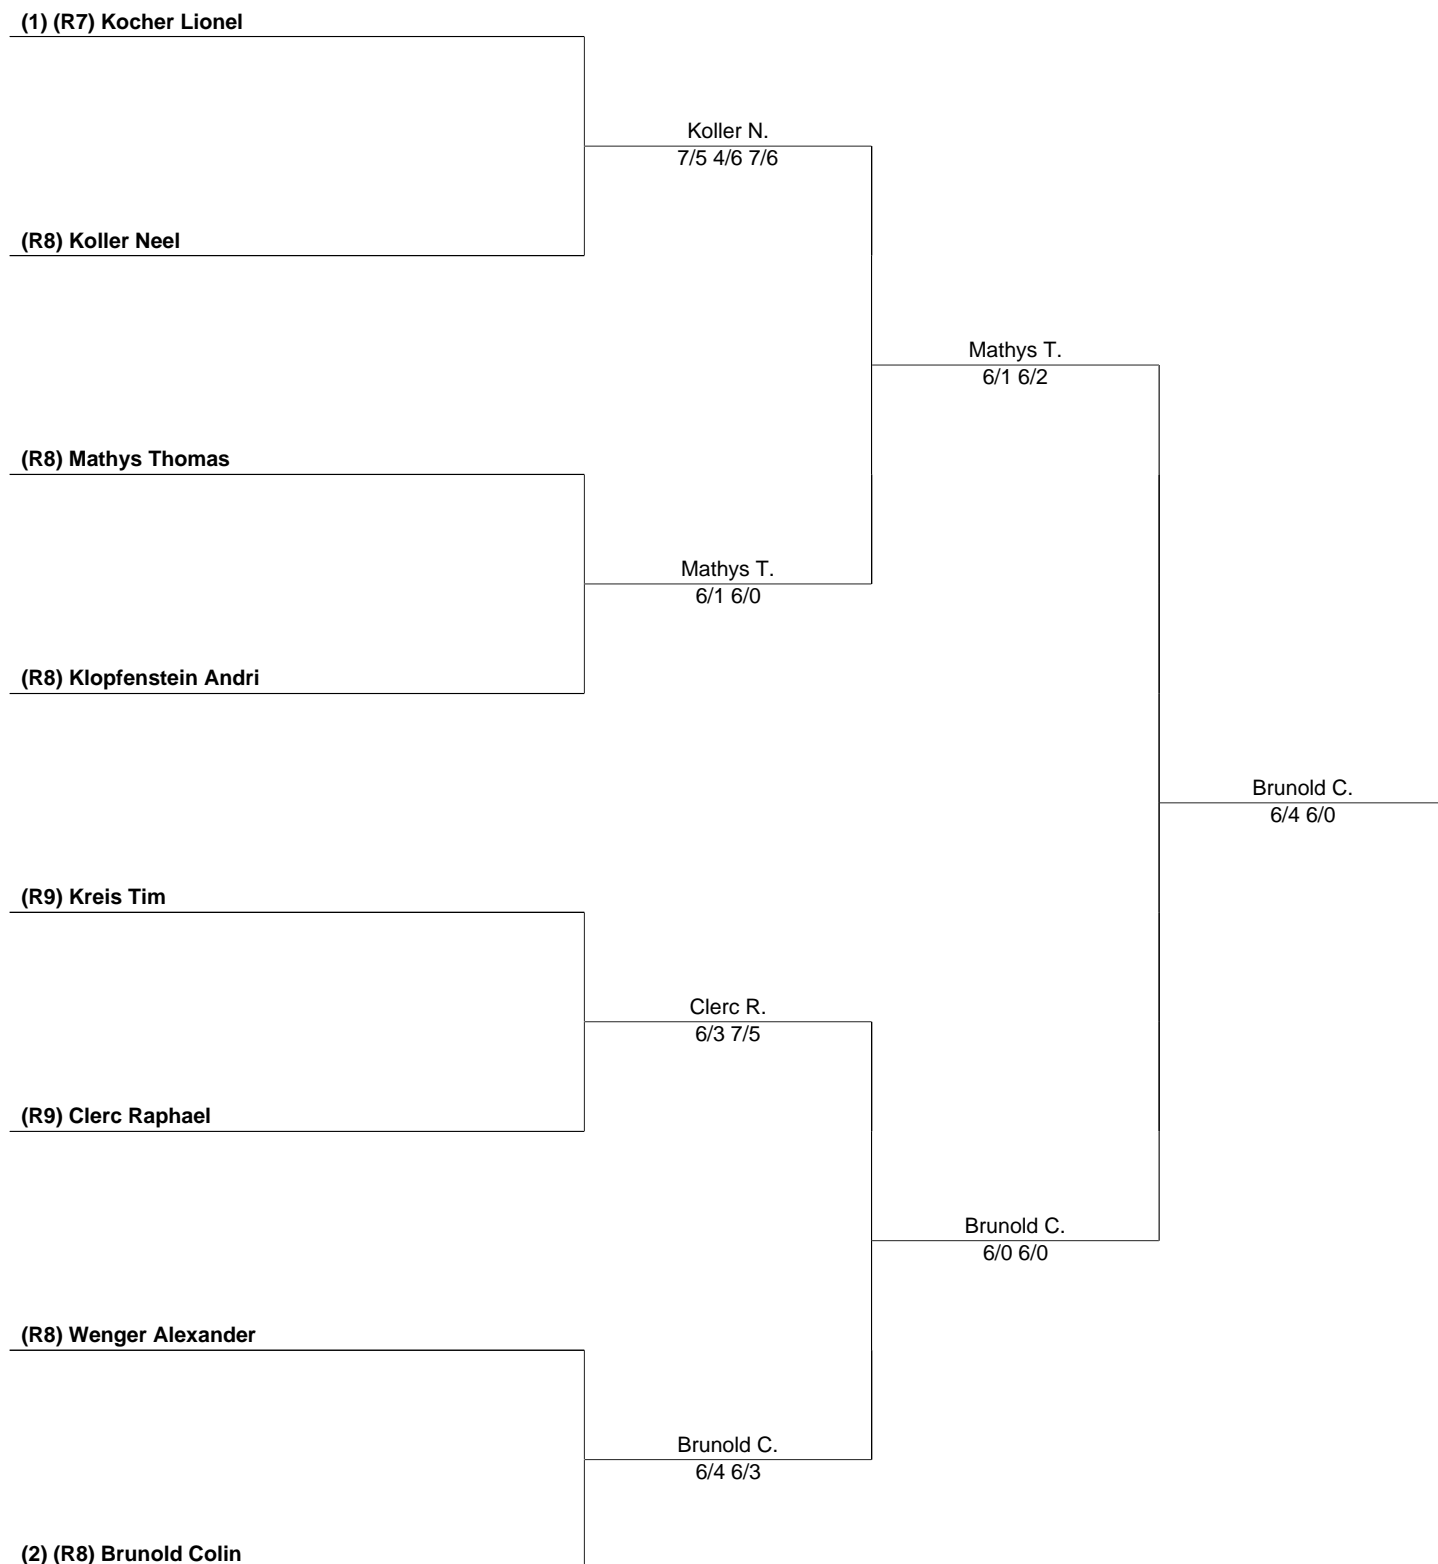 (1) (R7) Kocher Lionel
Koller N.
7/5 4/6 7/6
(R8) Koller Neel
Mathys T.
6/1 6/2
(R8) Mathys Thomas
Mathys T.
6/1 6/0
(R8) Klopfenstein Andri
Brunold C.
6/4 6/0
(R9) Kreis Tim
Clerc R.
6/3 7/5
(R9) Clerc Raphael
Brunold C.
6/0 6/0
(R8) Wenger Alexander
Brunold C.
6/4 6/3
(2) (R8) Brunold Colin